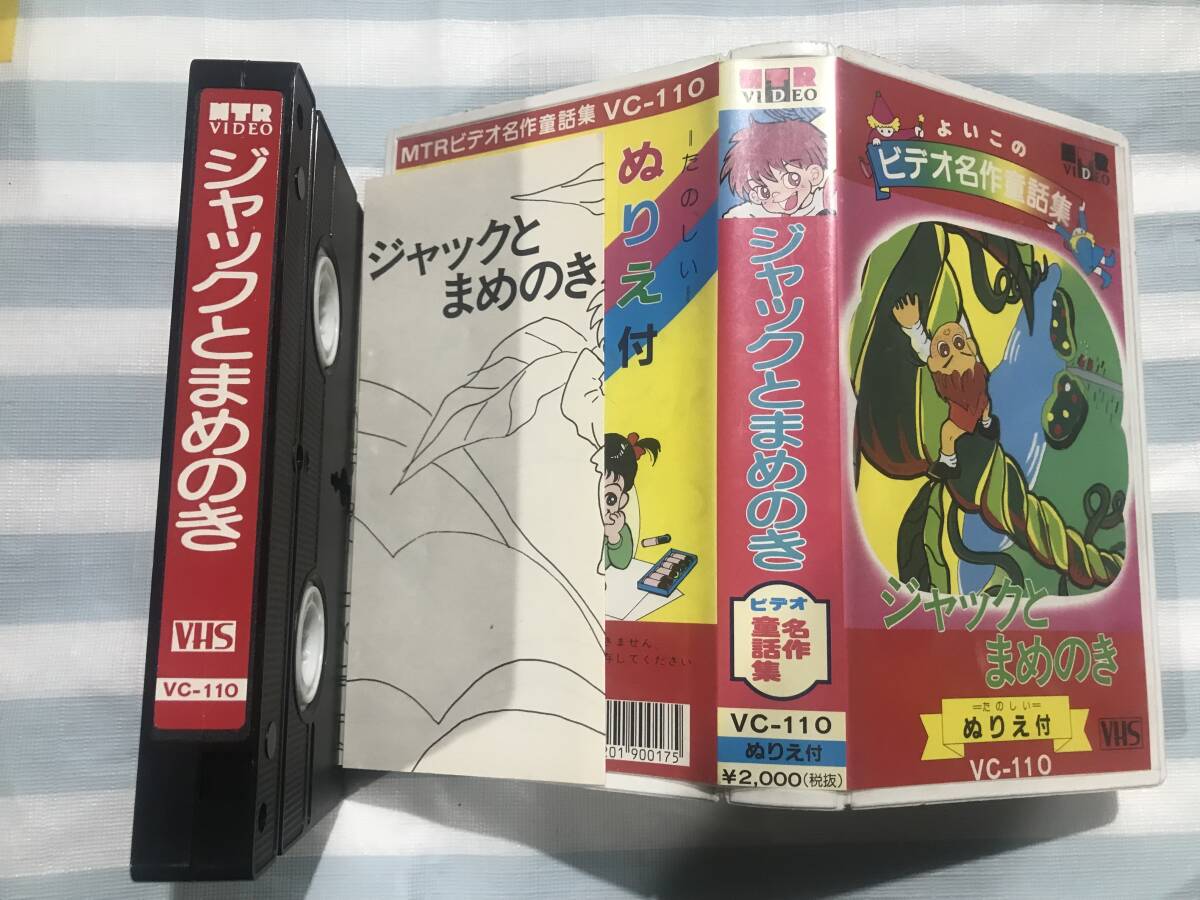 MTR
VIDEO
ジャックとまめのき
VHS
VC-110
MTRビデオ名作童話集 VC-110
ジャックと
まめのき
=たのしい=
ぬりえ付
きません
存してください
201 900175
MTR
VIDEO
ジャックとまめのき
ビデオ
名作
童話集
VC-110
ぬりえ付
¥2,000(税抜)
よいこの
ビデオ名作童話集
MTR
VIDEO
ジャックと
まめのき
=たのしい=
ぬりえ付
VHS
VC-110